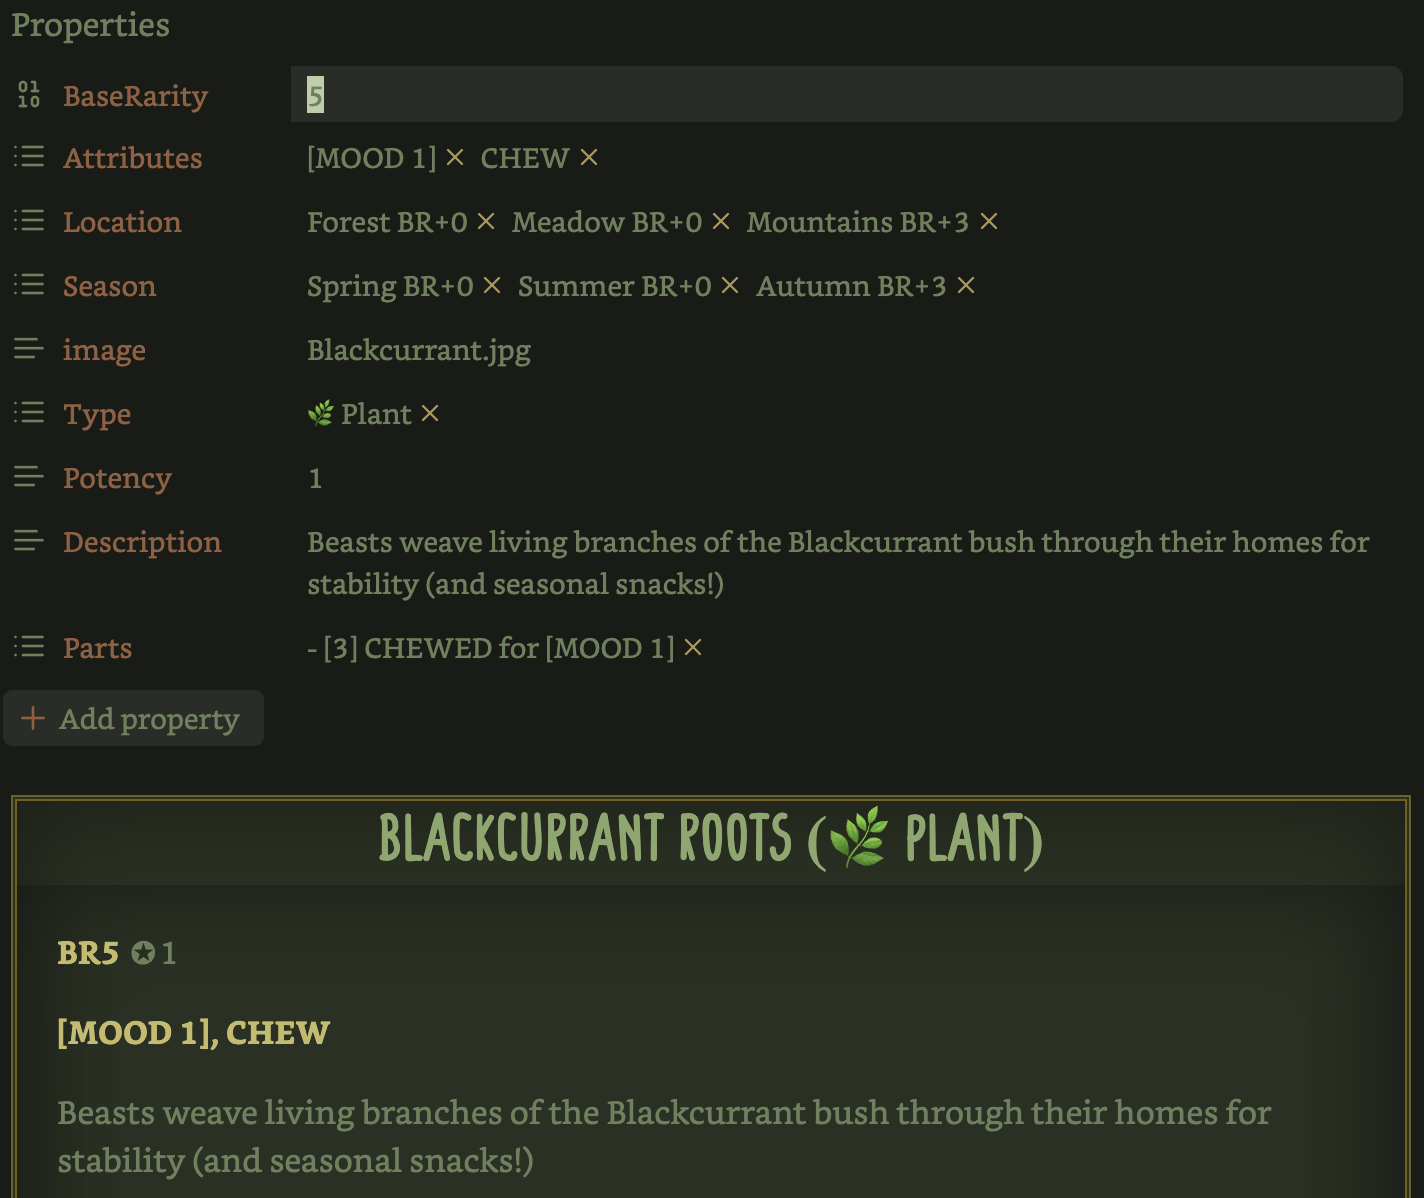 Properties
01
10
BaseRarity 5
Attributes [MOOD 1] × CHEW ×
Location Forest BR+0 × Meadow BR+0 × Mountains BR+3 ×
Season Spring BR+0 × Summer BR+0 × Autumn BR+3 ×
image Blackcurrant.jpg
Type 🌿 Plant ×
Potency 1
Description Beasts weave living branches of the Blackcurrant bush through their homes for
stability (and seasonal snacks!)
Parts - [3] CHEWED for [MOOD 1] ×
+ Add property
BLACKCURRANT ROOTS (🌿 PLANT)
BR5 ✪ 1
[MOOD 1], CHEW
Beasts weave living branches of the Blackcurrant bush through their homes for
stability (and seasonal snacks!)